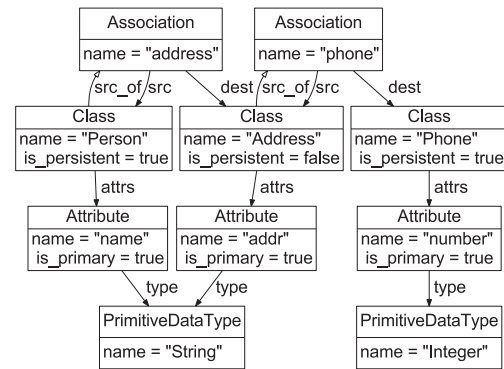 Association
Association
name = "address"
name = "phone"
src_of
src
dest
src_of
src
dest
Class
Class
Class
name = "Person"
is_persistent = true
name = "Address"
is_persistent = false
name = "Phone"
is_persistent = true
attrs
attrs
attrs
Attribute
Attribute
Attribute
name = "name"
is_primary = true
name = "addr"
is_primary = true
name = "number"
is_primary = true
type
type
type
PrimitiveDataType
PrimitiveDataType
name = "String"
name = "Integer"